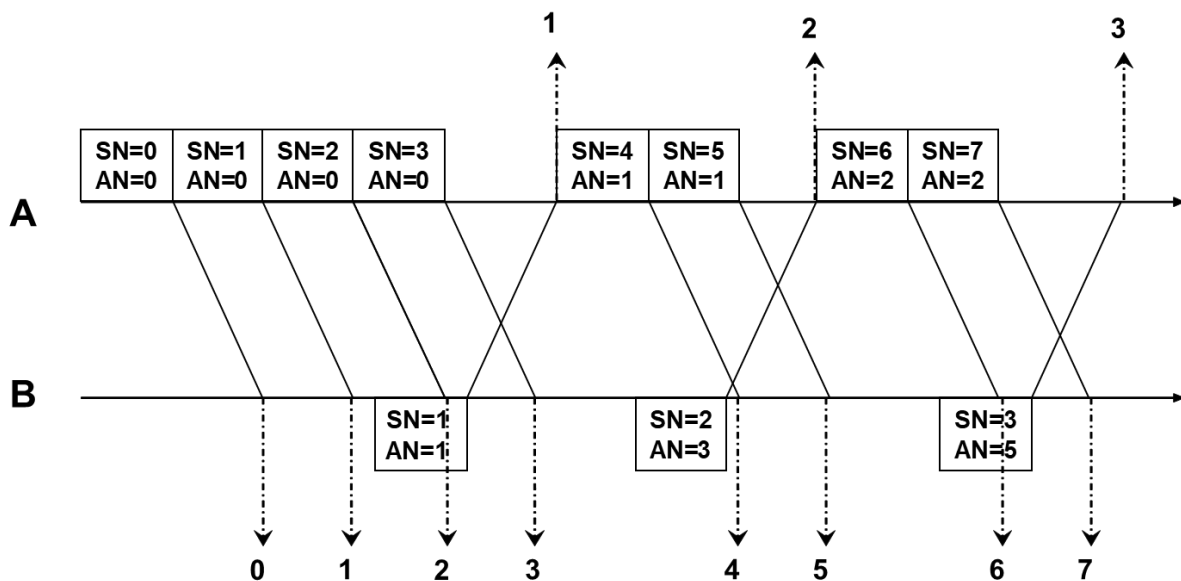 1 2 3
SN=0 SN=1 SN=2 SN=3 SN=4 SN=5 SN=6 SN=7
AN=0 AN=0 AN=0 AN=0 AN=1 AN=1 AN=2 AN=2
A
B
SN=1 SN=2 SN=3
AN=1 AN=3 AN=5
0 1 2 3 4 5 6 7